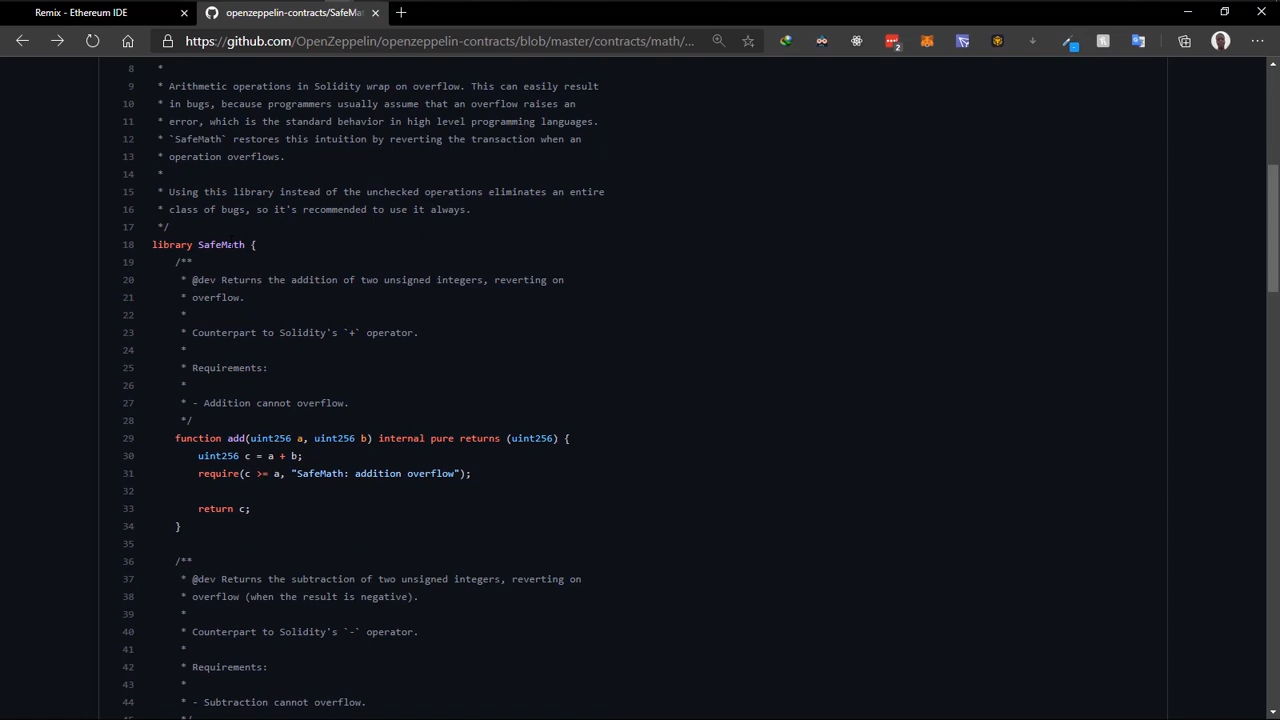 Remix - Ethereum IDE
openzeppelin-contracts/SafeMa
https://github.com/OpenZeppelin/openzeppelin-contracts/blob/master/contracts/math/...
2
8 *
9 * Arithmetic operations in Solidity wrap on overflow. This can easily result
10 * in bugs, because programmers usually assume that an overflow raises an
11 * error, which is the standard behavior in high level programming languages.
12 * `SafeMath` restores this intuition by reverting the transaction when an
13 * operation overflows.
14 *
15 * Using this library instead of the unchecked operations eliminates an entire
16 * class of bugs, so it's recommended to use it always.
17 */
18 library SafeMath {
19 /**
20 * @dev Returns the addition of two unsigned integers, reverting on
21 * overflow.
22 *
23 * Counterpart to Solidity's `+` operator.
24 *
25 * Requirements:
26 *
27 * - Addition cannot overflow.
28 */
29 function add(uint256 a, uint256 b) internal pure returns (uint256) {
30 uint256 c = a + b;
31 require(c >= a, "SafeMath: addition overflow");
32
33 return c;
34 }
35
36 /**
37 * @dev Returns the subtraction of two unsigned integers, reverting on
38 * overflow (when the result is negative).
39 *
40 * Counterpart to Solidity's `-` operator.
41 *
42 * Requirements:
43 *
44 * - Subtraction cannot overflow.